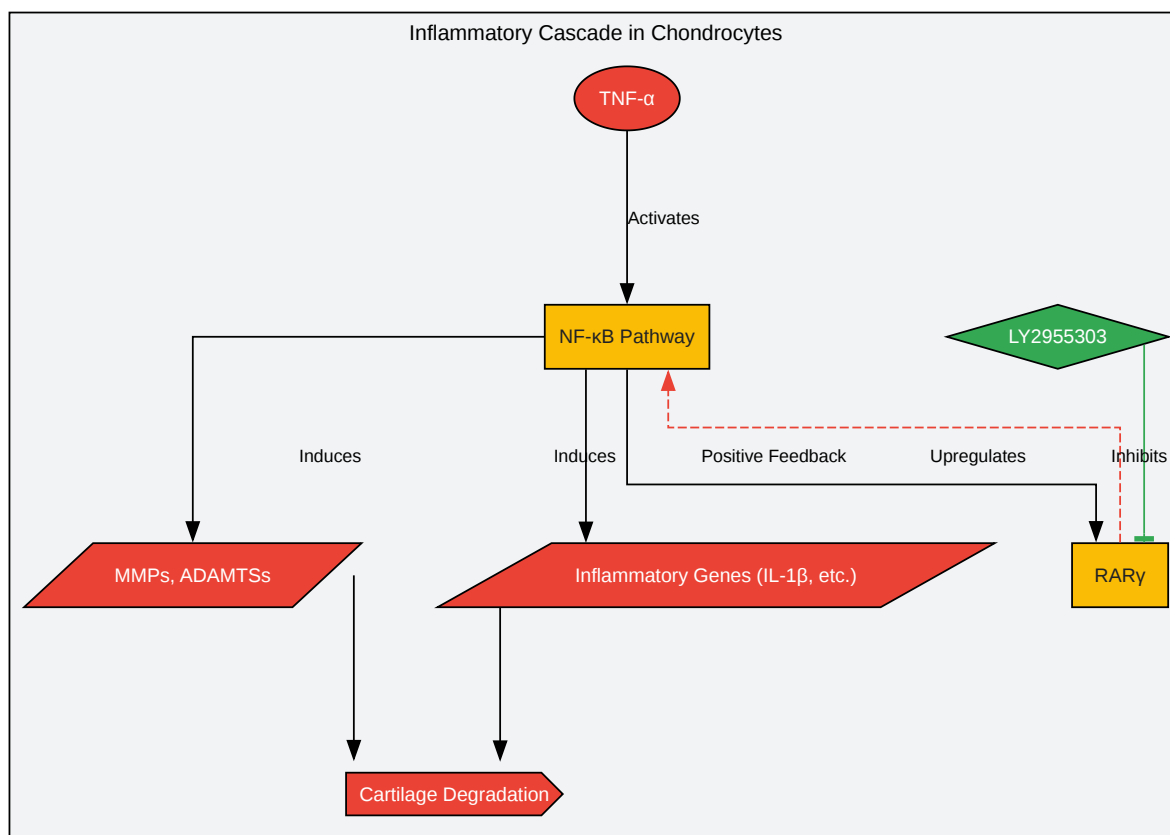 Inflammatory Cascade in Chondrocytes
TNF-α
Activates
NF-κB Pathway
LY2955303
Induces
Induces
Positive Feedback
Upregulates
Inhibits
MMPs, ADAMTSs
Inflammatory Genes (IL-1β, etc.)
RARγ
Cartilage Degradation